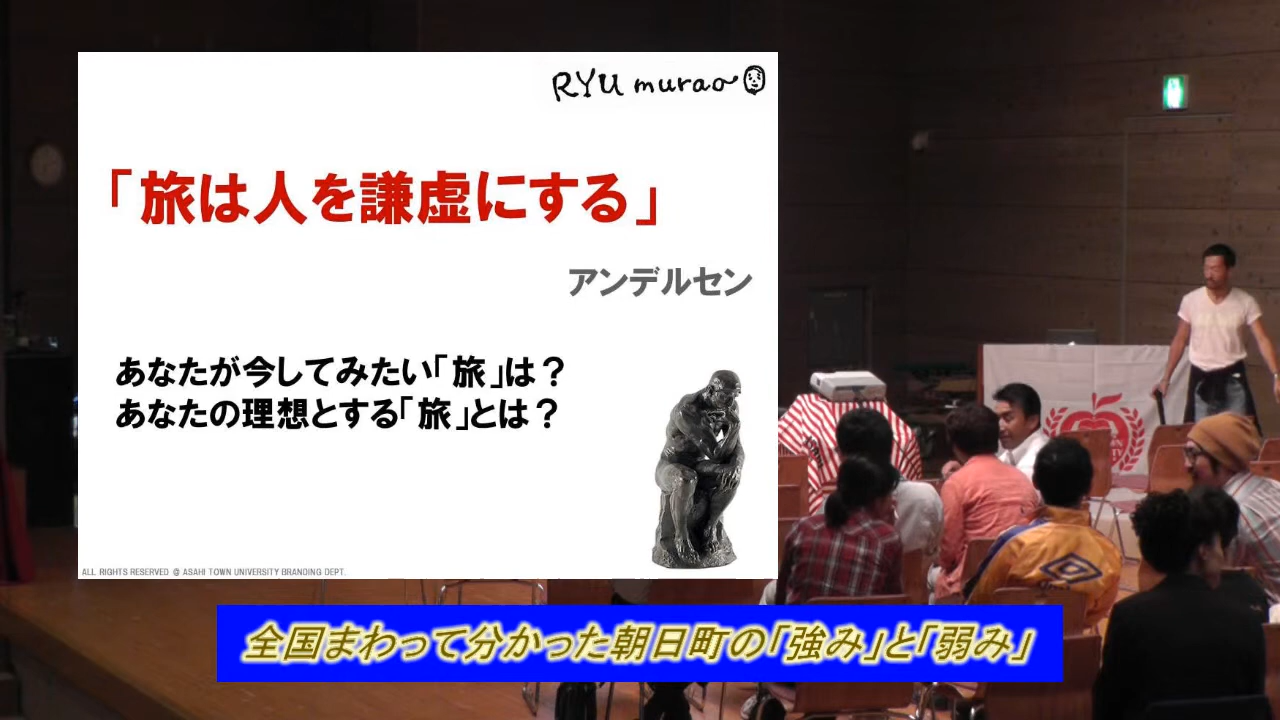 RYU murao
「旅は人を謙虚にする」
アンデルセン
あなたが今してみたい「旅」は？
あなたの理想とする「旅」とは？
ALL RIGHTS RESERVED @ ASAHI TOWN UNIVERSITY BRANDING DEPT.
全国まわって分かった朝日町の「強み」と「弱み」